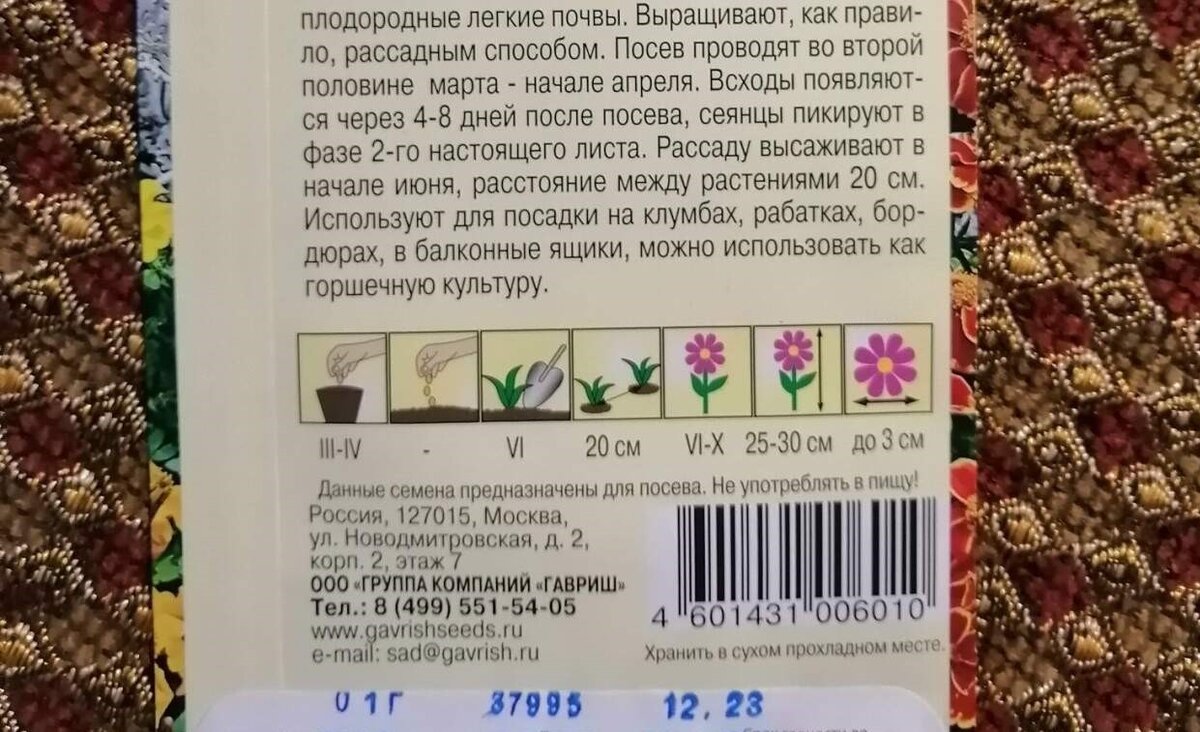 плодородные легкие почвы. Выращивают, как прави-
ло, рассадным способом. Посев проводят во второй
половине марта - начале апреля. Всходы появляют-
ся через 4-8 дней после посева, сеянцы пикируют в
фазе 2-го настоящего листа. Рассаду высаживают в
начале июня, расстояние между растениями 20 см.
Используют для посадки на клумбах, рабатках, бор-
дюрах, в балконные ящики, можно использовать как
горшечную культуру.
III-IV - VI 20 см VI-X 25-30 см до 3 см
Данные семена предназначены для посева. Не употреблять в пищу!
Россия, 127015, Москва,
ул. Новодмитровская, д. 2,
корп. 2, этаж 7
ООО «ГРУППА КОМПАНИЙ «ГАВРИШ»
Тел.: 8 (499) 551-54-05
www.gavrishseeds.ru
e-mail: sad@gavrish.ru
4 601431 006010
Хранить в сухом прохладном месте.
0 1 Г 37995 12. 23